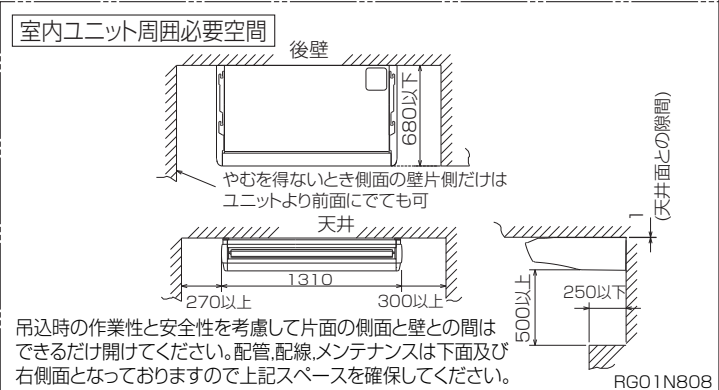 室内ユニット周囲必要空間
後壁
680以下
やむを得ないとき側面の壁片側だけは
ユニットより前面にでても可
天井
1310
270以上
300以上
1
(天井面との隙間)
500以上
250以下
吊込時の作業性と安全性を考慮して片面の側面と壁との間は
できるだけ開けてください。配管,配線,メンテナンスは下面及び
右側面となっておりますので上記スペースを確保してください。
RG01N808